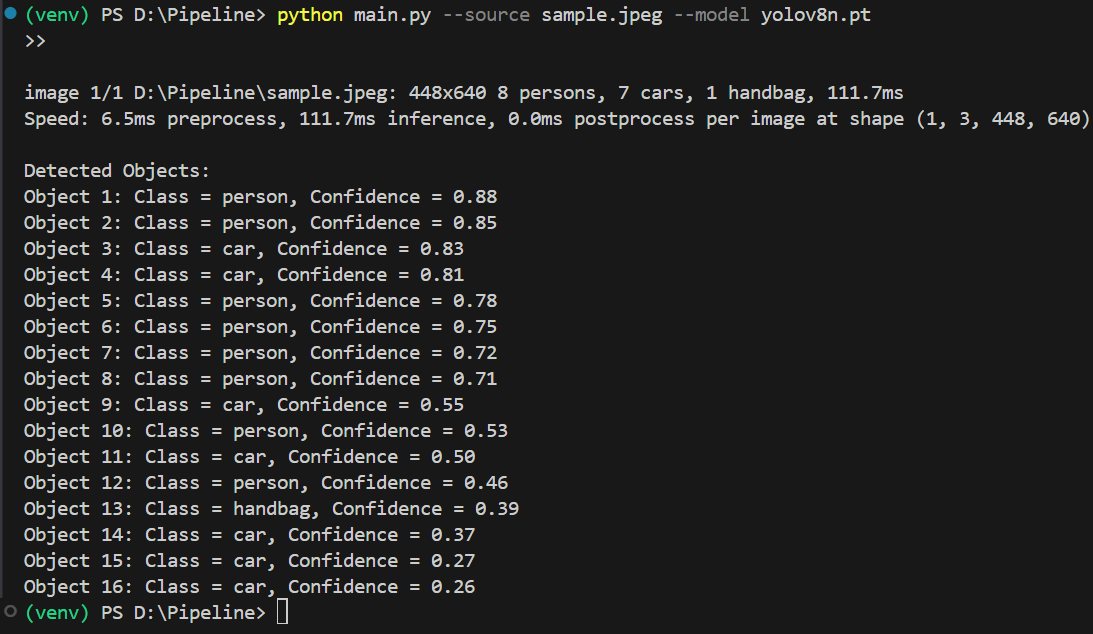 (venv) PS D:\Pipeline> python main.py --source sample.jpeg --model yolov8n.pt
>>
image 1/1 D:\Pipeline\sample.jpeg: 448x640 8 persons, 7 cars, 1 handbag, 111.7ms
Speed: 6.5ms preprocess, 111.7ms inference, 0.0ms postprocess per image at shape (1, 3, 448, 640)
Detected Objects:
Object 1: Class = person, Confidence = 0.88
Object 2: Class = person, Confidence = 0.85
Object 3: Class = car, Confidence = 0.83
Object 4: Class = car, Confidence = 0.81
Object 5: Class = person, Confidence = 0.78
Object 6: Class = person, Confidence = 0.75
Object 7: Class = person, Confidence = 0.72
Object 8: Class = person, Confidence = 0.71
Object 9: Class = car, Confidence = 0.55
Object 10: Class = person, Confidence = 0.53
Object 11: Class = car, Confidence = 0.50
Object 12: Class = person, Confidence = 0.46
Object 13: Class = handbag, Confidence = 0.39
Object 14: Class = car, Confidence = 0.37
Object 15: Class = car, Confidence = 0.27
Object 16: Class = car, Confidence = 0.26
(venv) PS D:\Pipeline>